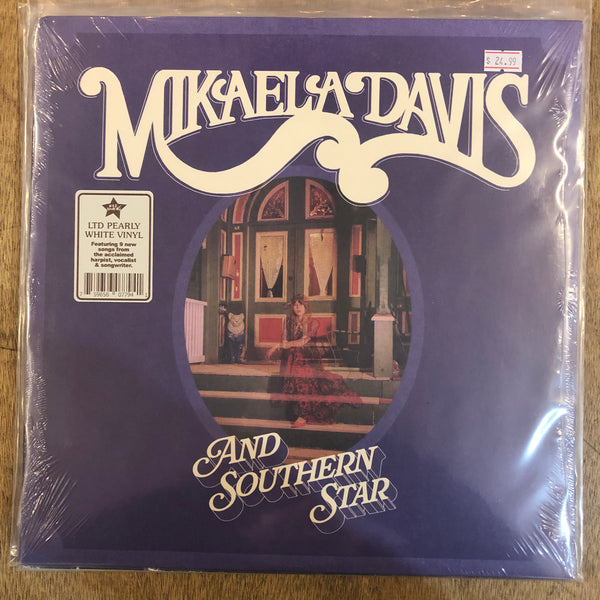 $ 24.99
MIKAELA DAVIS
LTD PEARLY
WHITE VINYL
Featuring 9 new
songs from
the acclaimed
harpist, vocalist
& songwriter.
AND
SOUTHERN
STAR